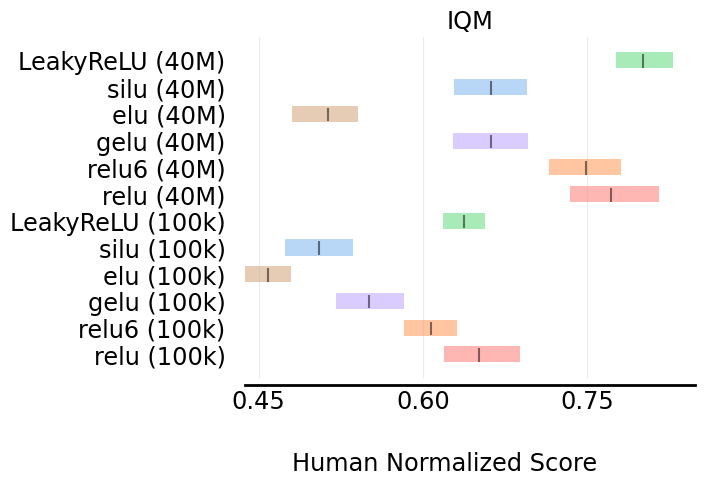 IQM
LeakyReLU (40M)
silu (40M)
elu (40M)
gelu (40M)
relu6 (40M)
relu (40M)
LeakyReLU (100k)
silu (100k)
elu (100k)
gelu (100k)
relu6 (100k)
relu (100k)
0.45 0.60 0.75
Human Normalized Score